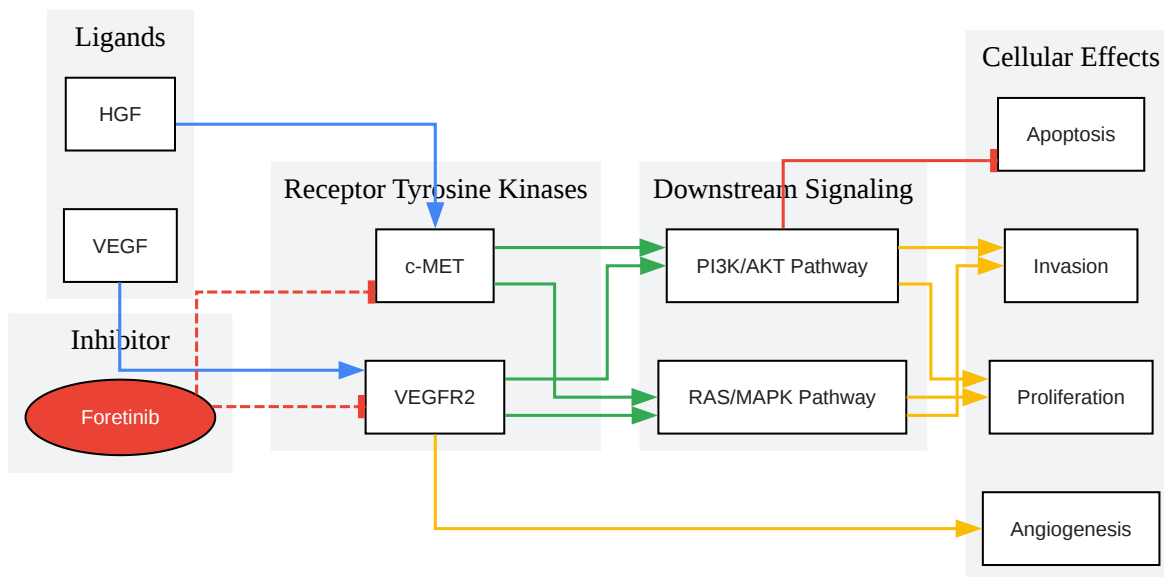 Ligands
HGF
VEGF
Inhibitor
Foretinib
Receptor Tyrosine Kinases
c-MET
VEGFR2
Downstream Signaling
PI3K/AKT Pathway
RAS/MAPK Pathway
Cellular Effects
Apoptosis
Invasion
Proliferation
Angiogenesis